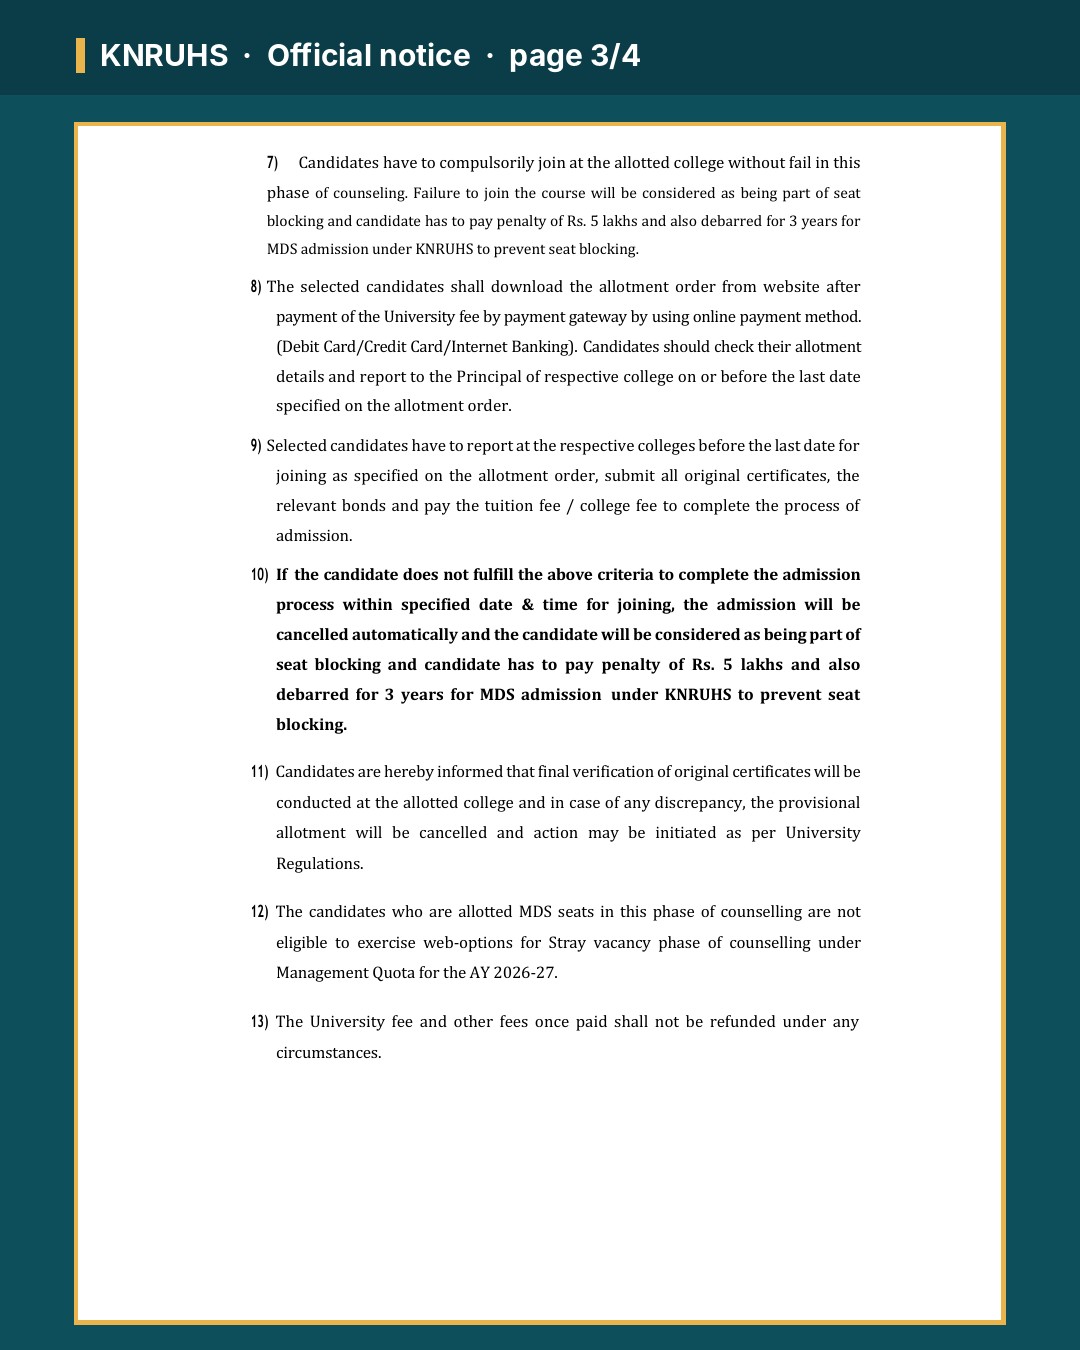 KNRUHS · Official notice · page 3/4
7) Candidates have to compulsorily join at the allotted college without fail in this
phase of counseling. Failure to join the course will be considered as being part of seat
blocking and candidate has to pay penalty of Rs. 5 lakhs and also debarred for 3 years for
MDS admission under KNRUHS to prevent seat blocking.
8) The selected candidates shall download the allotment order from website after
payment of the University fee by payment gateway by using online payment method.
(Debit Card/Credit Card/Internet Banking). Candidates should check their allotment
details and report to the Principal of respective college on or before the last date
specified on the allotment order.
9) Selected candidates have to report at the respective colleges before the last date for
joining as specified on the allotment order, submit all original certificates, the
relevant bonds and pay the tuition fee / college fee to complete the process of
admission.
10) If the candidate does not fulfill the above criteria to complete the admission
process within specified date & time for joining, the admission will be
cancelled automatically and the candidate will be considered as being part of
seat blocking and candidate has to pay penalty of Rs. 5 lakhs and also
debarred for 3 years for MDS admission under KNRUHS to prevent seat
blocking.
11) Candidates are hereby informed that final verification of original certificates will be
conducted at the allotted college and in case of any discrepancy, the provisional
allotment will be cancelled and action may be initiated as per University
Regulations.
12) The candidates who are allotted MDS seats in this phase of counselling are not
eligible to exercise web-options for Stray vacancy phase of counselling under
Management Quota for the AY 2026-27.
13) The University fee and other fees once paid shall not be refunded under any
circumstances.